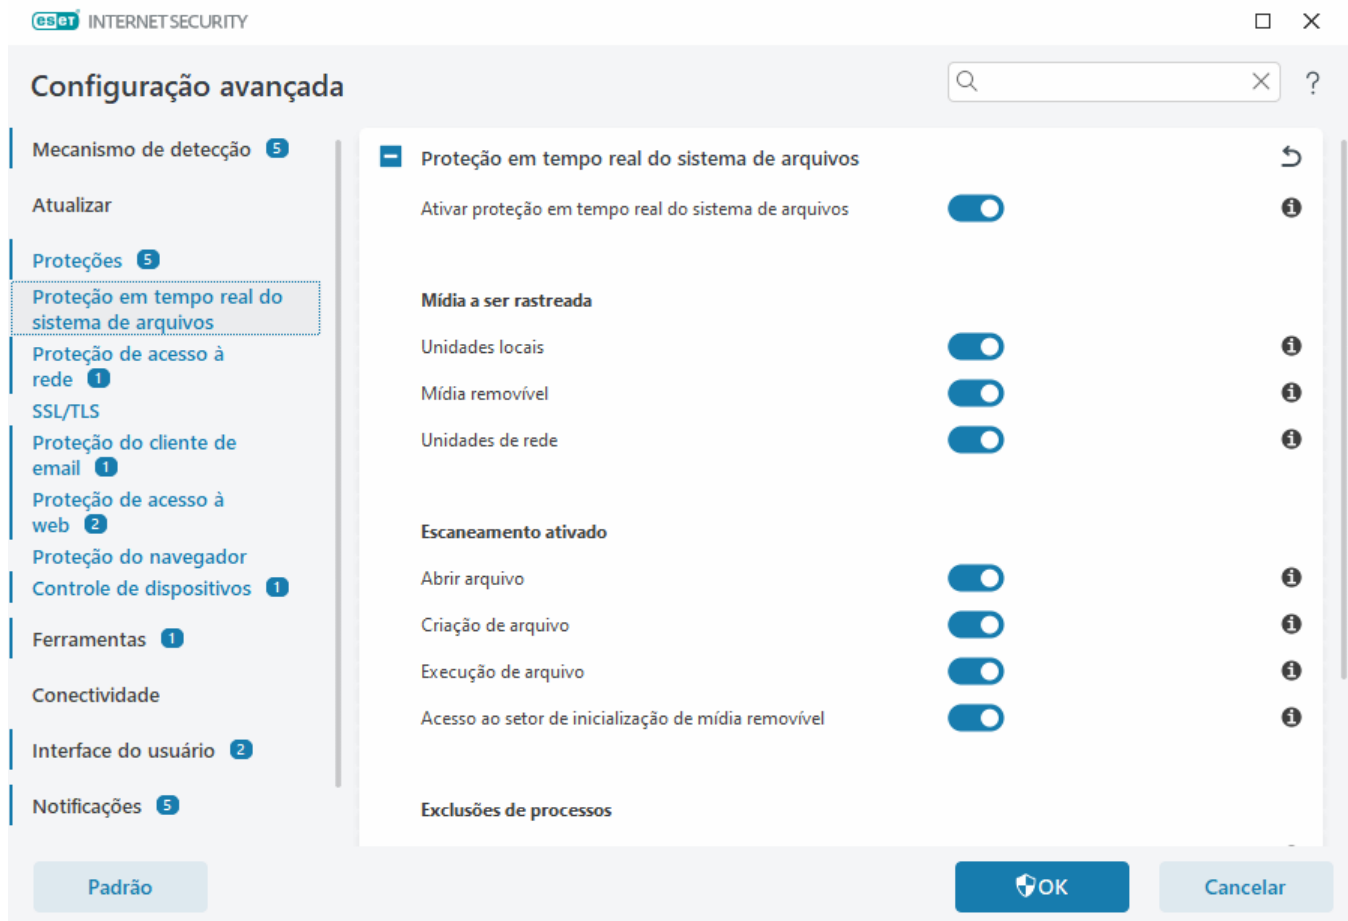 eset INTERNET SECURITY
Configuração avançada
?
Mecanismo de detecção 5
Atualizar
Proteções 5
Proteção em tempo real do
sistema de arquivos
Proteção de acesso à
rede 1
SSL/TLS
Proteção do cliente de
email 1
Proteção de acesso à
web 2
Proteção do navegador
Controle de dispositivos 1
Ferramentas 1
Conectividade
Interface do usuário 2
Notificações 5
Proteção em tempo real do sistema de arquivos
Ativar proteção em tempo real do sistema de arquivos
Mídia a ser rastreada
Unidades locais
Mídia removível
Unidades de rede
Escaneamento ativado
Abrir arquivo
Criação de arquivo
Execução de arquivo
Acesso ao setor de inicialização de mídia removível
Exclusões de processos
Padrão
OK
Cancelar